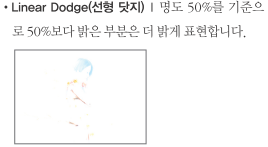 • Linear Dodge(선형 닷지) | 명도 50%를 기준으
로 50%보다 밝은 부분은 더 밝게 표현합니다.